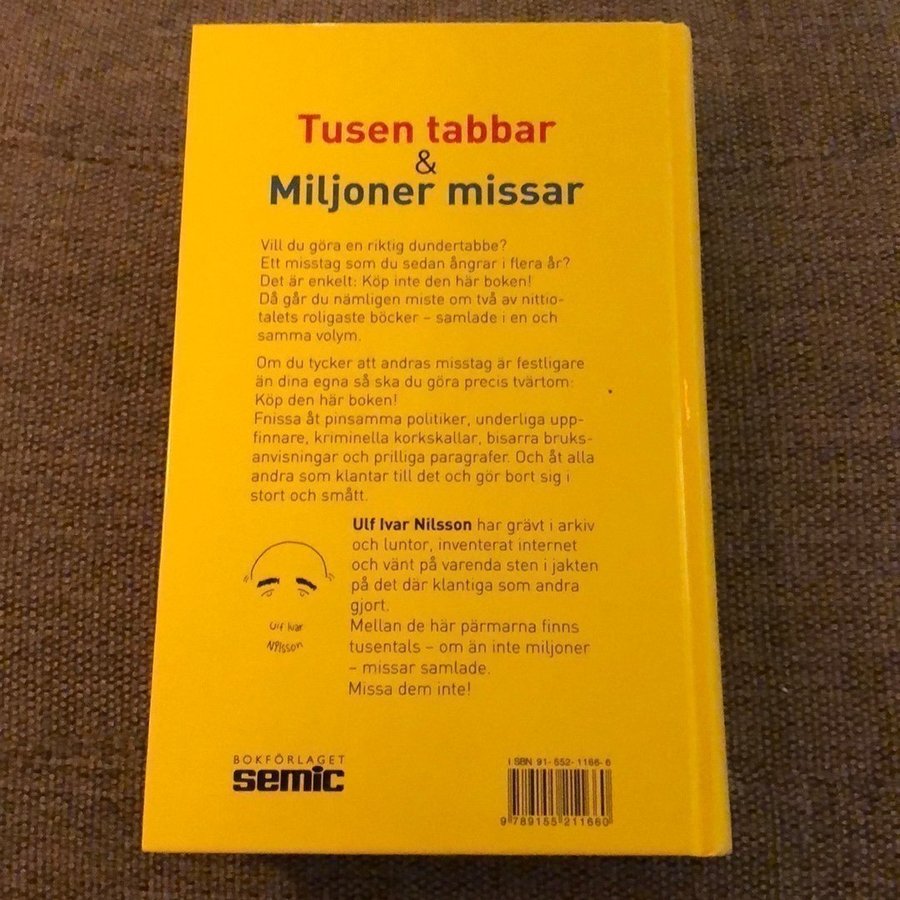 Tusen tabbar
&
Miljoner missar
Vill du göra en riktig dundertabbe?
Ett misstag som du sedan ångrar i flera år?
Det är enkelt: Köp inte den här boken!
Då går du nämligen miste om två av nittio-
talets roligaste böcker – samlade i en och
samma volym.
Om du tycker att andras misstag är festligare
än dina egna så ska du göra precis tvärtom:
Köp den här boken!
Fnissa åt pinsamma politiker, underliga upp-
finnare, kriminella korkskallar, bisarra bruks-
anvisningar och prilliga paragrafer. Och åt alla
andra som klantar till det och gör bort sig i
stort och smått.
Ulf Ivar Nilsson har grävt i arkiv
och luntor, inventerat internet
och vänt på varenda sten i jakten
på det där klantiga som andra
gjort.
Mellan de här pärmarna finns
tusentals – om än inte miljoner
– missar samlade.
Missa dem inte!
Ulf Ivar
Nilsson
BOKFÖRLAGET
semic
ISBN 91-552-1166-6
9 789155 211660